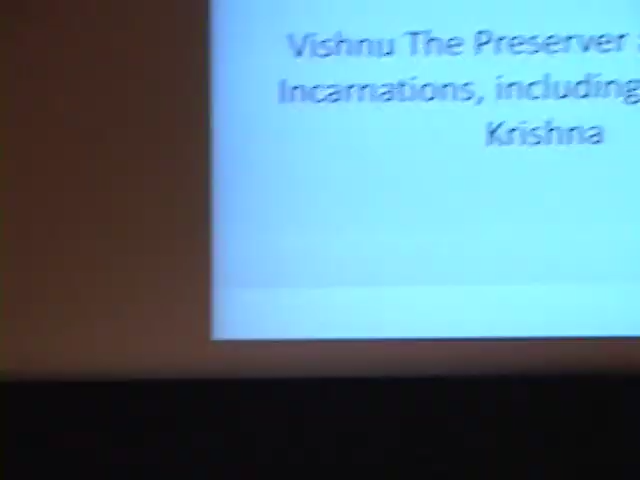 Vishnu The Preserver
Incarnations, including
Krishna